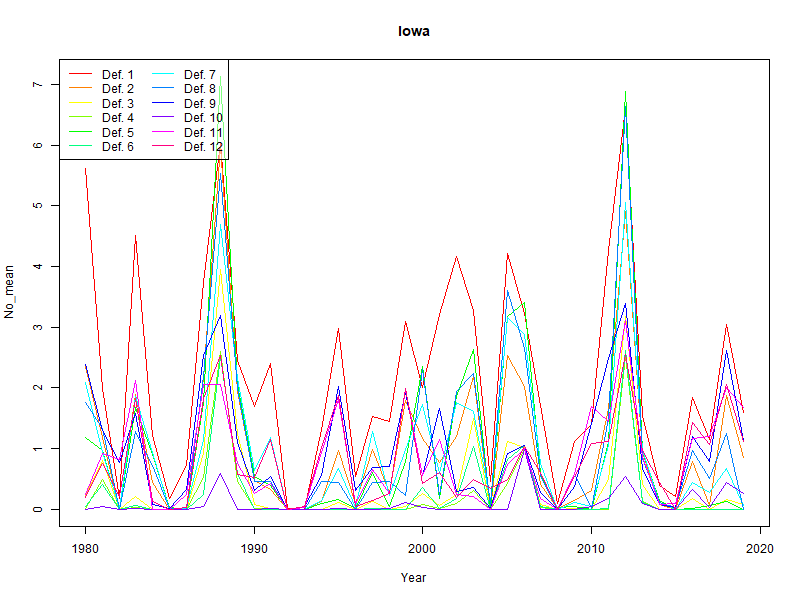 Iowa
Def. 1 Def. 7
Def. 2 Def. 8
Def. 3 Def. 9
Def. 4 Def. 10
Def. 5 Def. 11
Def. 6 Def. 12
No_mean
7
6
5
4
3
2
1
0
1980 1990 2000 2010 2020
Year